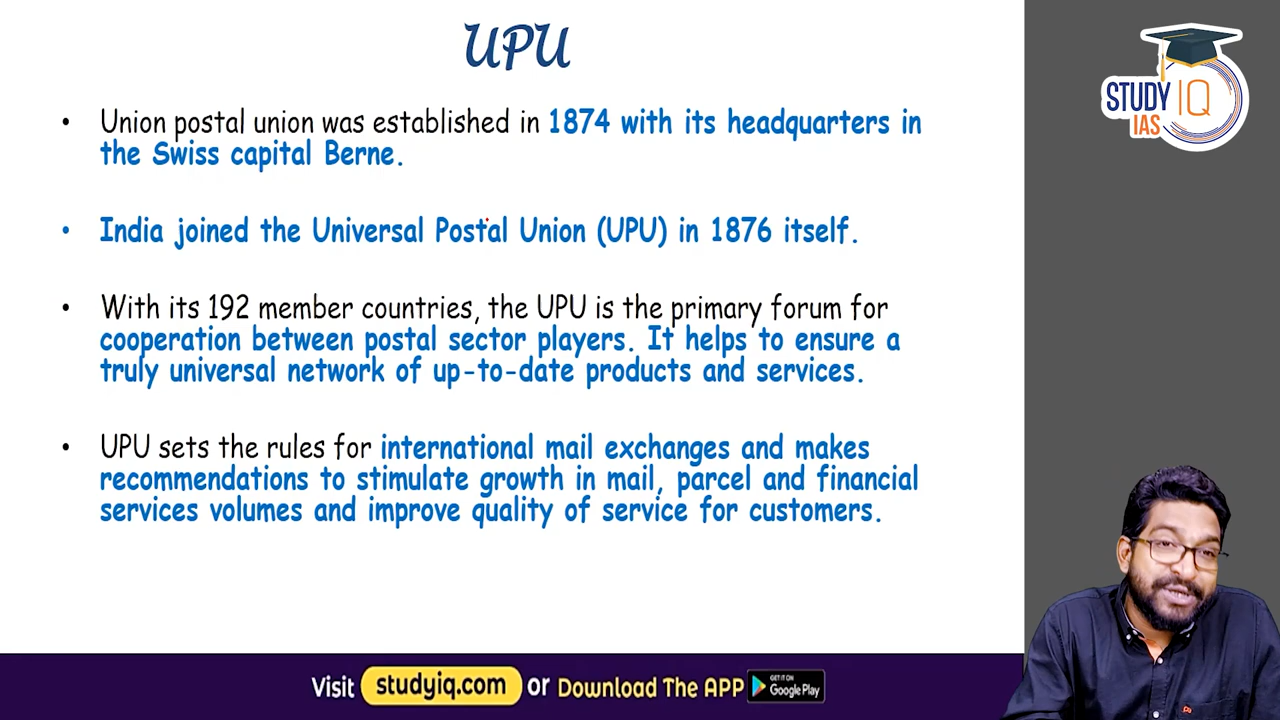 UPU
• Union postal union was established in 1874 with its headquarters in
the Swiss capital Berne.
• India joined the Universal Postal Union (UPU) in 1876 itself.
• With its 192 member countries, the UPU is the primary forum for
cooperation between postal sector players. It helps to ensure a
truly universal network of up-to-date products and services.
• UPU sets the rules for international mail exchanges and makes
recommendations to stimulate growth in mail, parcel and financial
services volumes and improve quality of service for customers.
STUDY IQ
IAS
Visit studyiq.com or Download The APP GET IT ON Google Play